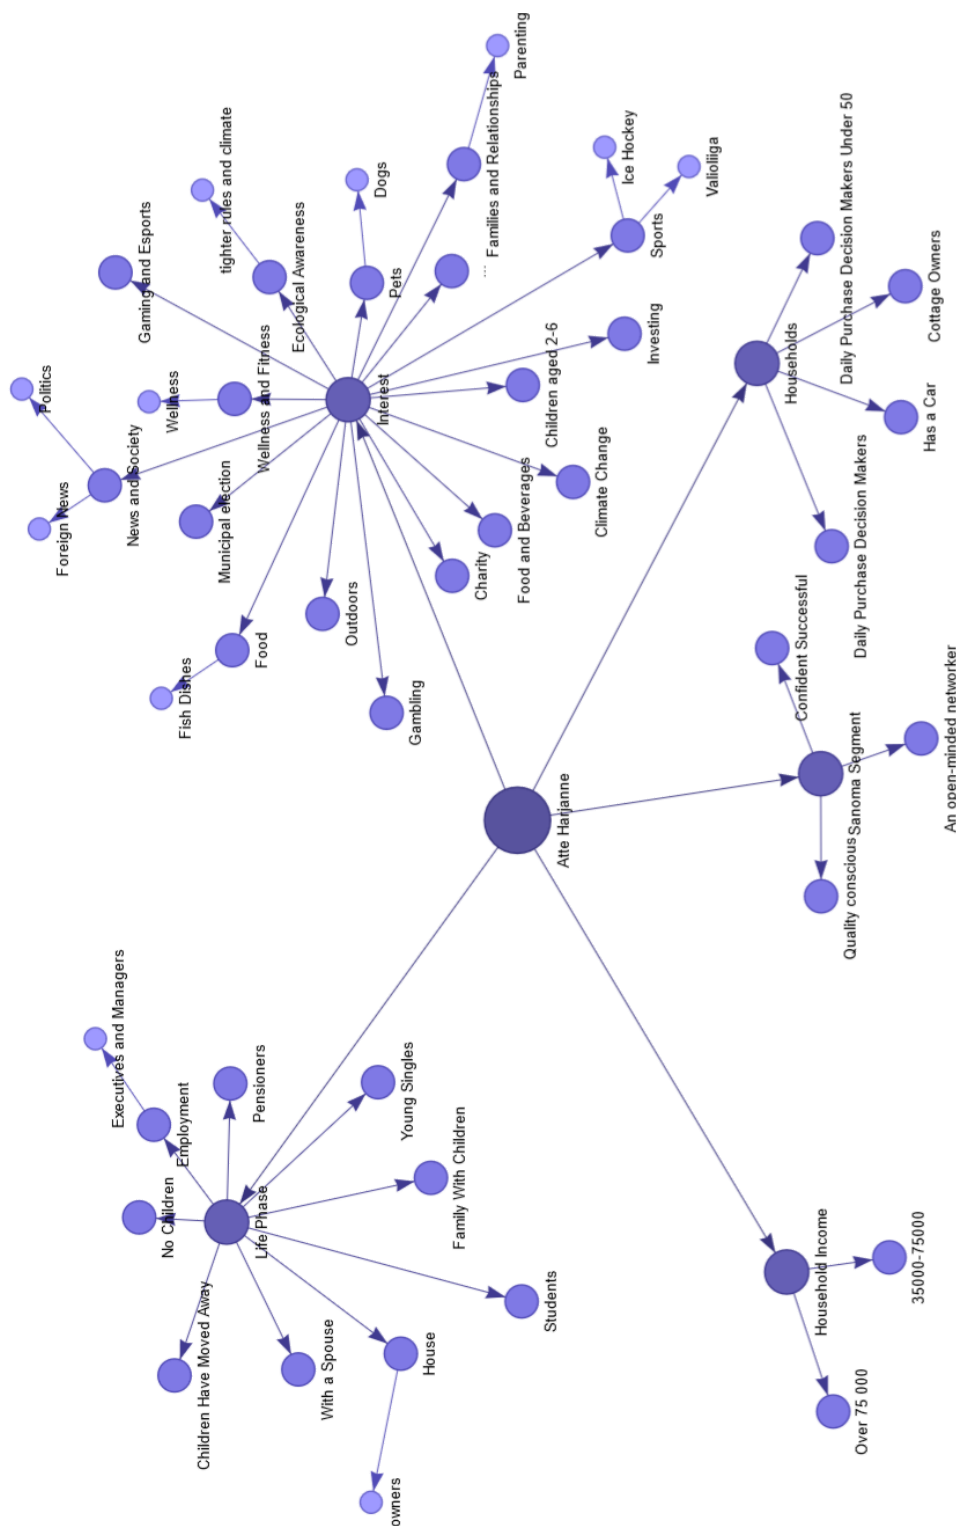 Parenting
Families and Relationships
tighter rules and climate
Dogs
Ice Hockey
Valioliiga
Gaming and Esports
Ecological Awareness
Pets
...
Sports
Daily Purchase Decision Makers Under 50
Politics
Wellness
Wellness and Fitness
Interest
Children aged 2-6
Investing
Households
Cottage Owners
Has a Car
Foreign News
News and Society
Municipal election
Climate Change
Food and Beverages
Charity
Daily Purchase Decision Makers
Outdoors
Food
Fish Dishes
Gambling
Confident Successful
Sanoma Segment
An open-minded networker
Quality conscious
Atte Harjanne
Executives and Managers
Employment
Pensioners
Young Singles
No Children
Life Phase
Family With Children
Children Have Moved Away
With a Spouse
House
Students
owners
Household Income
35000-75000
Over 75 000